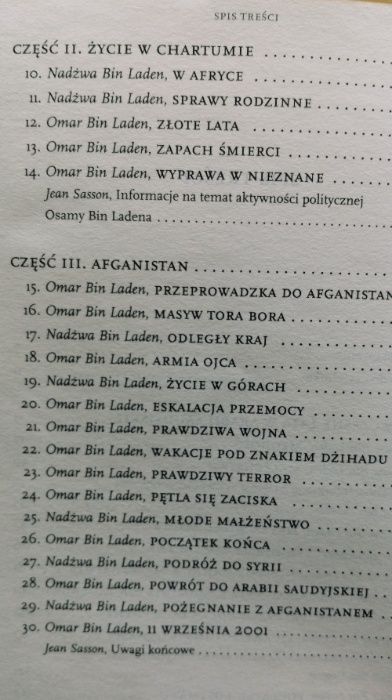 SPIS TREŚCI
CZĘŚĆ II. ŻYCIE W CHARTUMIE
10. Nadżwa Bin Laden, W AFRYCE
11. Nadżwa Bin Laden, SPRAWY RODZINNE
12. Omar Bin Laden, ZŁOTE LATA
13. Omar Bin Laden, ZAPACH ŚMIERCI
14. Omar Bin Laden, WYPRAWA W NIEZNANE
Jean Sasson, Informacje na temat aktywności politycznej
Osamy Bin Ladena
CZĘŚĆ III. AFGANISTAN
15. Omar Bin Laden, PRZEPROWADZKA DO AFGANISTAN
16. Omar Bin Laden, MASYW TORA BORA
17. Nadżwa Bin Laden, ODLEGŁY KRAJ
18. Omar Bin Laden, ARMIA OJCA
19. Nadżwa Bin Laden, ŻYCIE W GÓRACH
20. Omar Bin Laden, ESKALACJA PRZEMOCY
21. Omar Bin Laden, PRAWDZIWA WOJNA
22. Omar Bin Laden, WAKACJE POD ZNAKIEM DŻIHADU
23. Omar Bin Laden, PRAWDZIWY TERROR
24. Omar Bin Laden, PĘTLA SIĘ ZACISKA
25. Nadżwa Bin Laden, MŁODE MAŁŻEŃSTWO
26. Omar Bin Laden, POCZĄTEK KOŃCA
27. Nadżwa Bin Laden, PODRÓŻ DO SYRII
28. Omar Bin Laden, POWRÓT DO ARABII SAUDYJSKIEJ
29. Nadżwa Bin Laden, POŻEGNANIE Z AFGANISTANEM
30. Omar Bin Laden, 11 WRZEŚNIA 2001
Jean Sasson, Uwagi końcowe